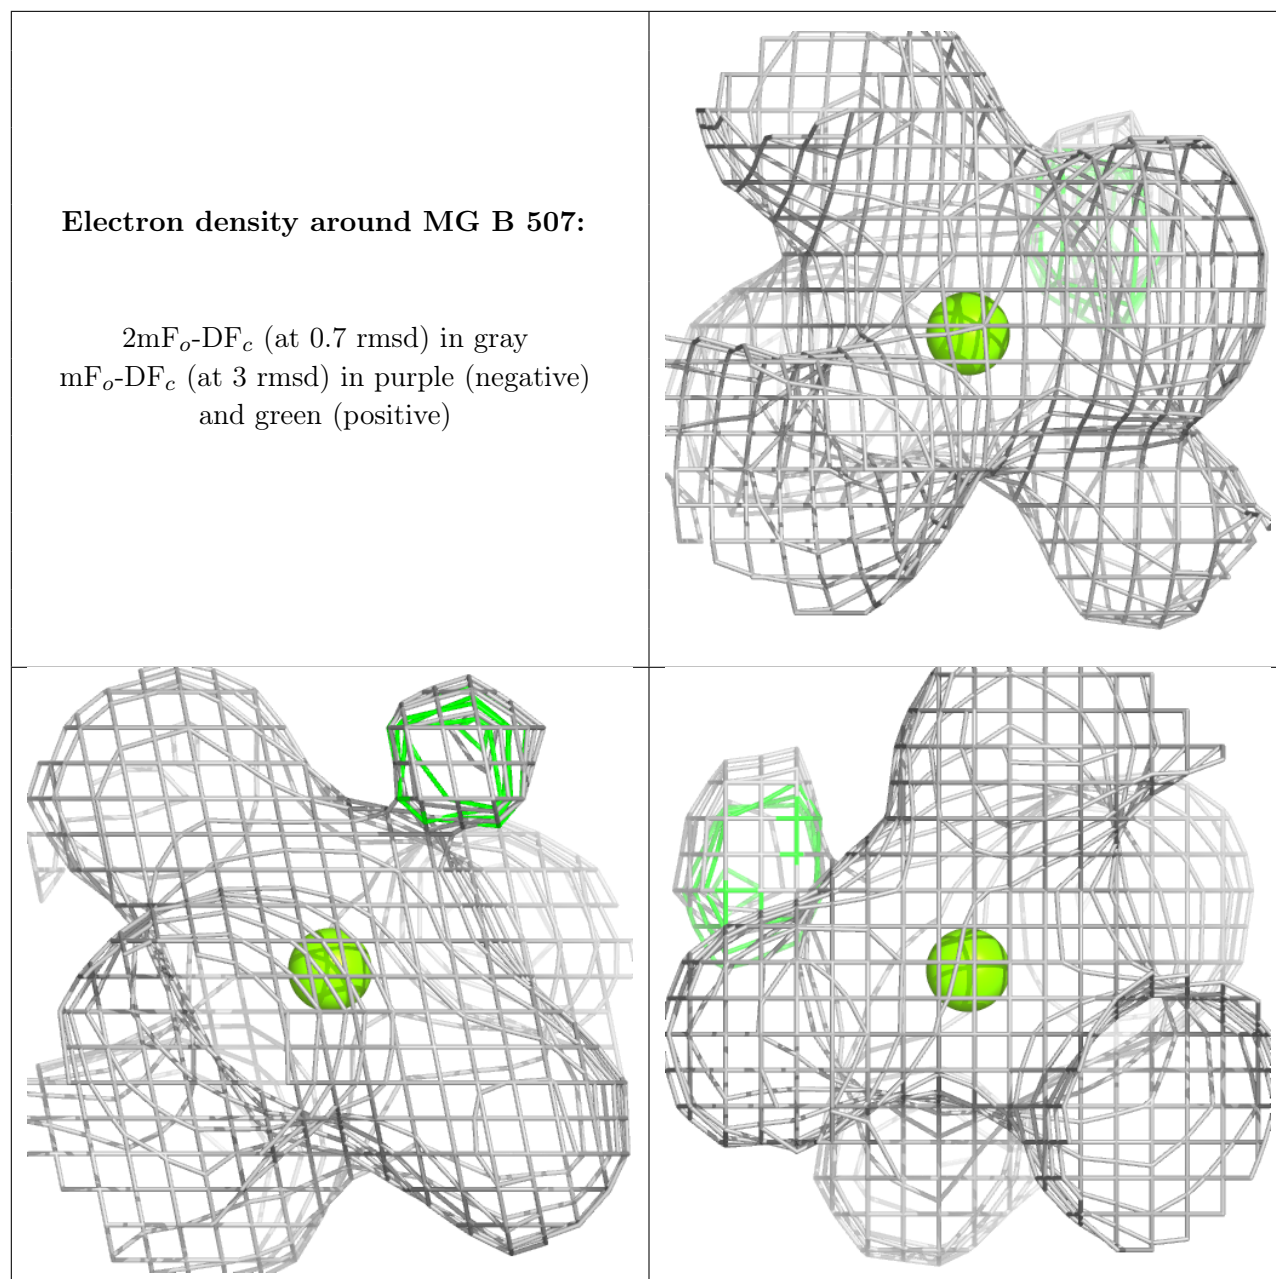 Electron density around MG B 507:
2mFo-DFc (at 0.7 rmsd) in gray
mFo-DFc (at 3 rmsd) in purple (negative)
and green (positive)